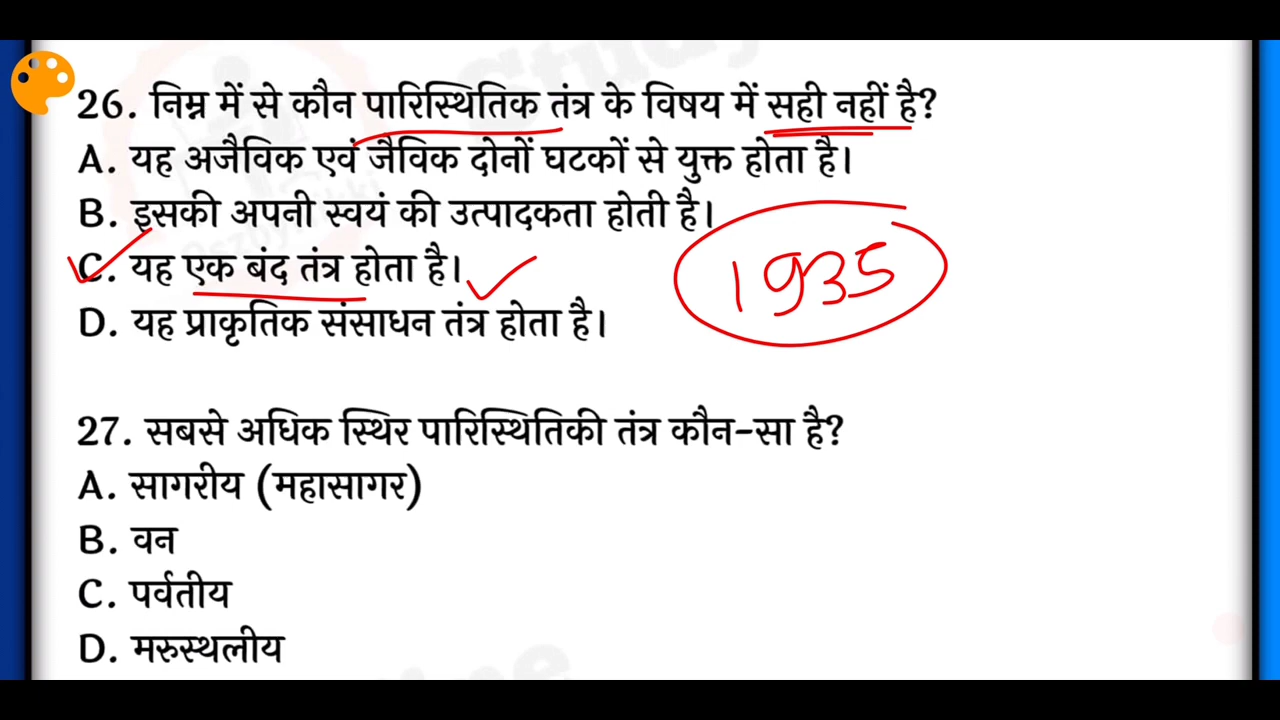 26. निम्न में से कौन पारिस्थितिक तंत्र के विषय में सही नहीं है?
A. यह अजैविक एवं जैविक दोनों घटकों से युक्त होता है।
B. इसकी अपनी स्वयं की उत्पादकता होती है।
C. यह एक बंद तंत्र होता है।
1935
D. यह प्राकृतिक संसाधन तंत्र होता है।
27. सबसे अधिक स्थिर पारिस्थितिकी तंत्र कौन-सा है?
A. सागरीय (महासागर)
B. वन
C. पर्वतीय
D. मरुस्थलीय